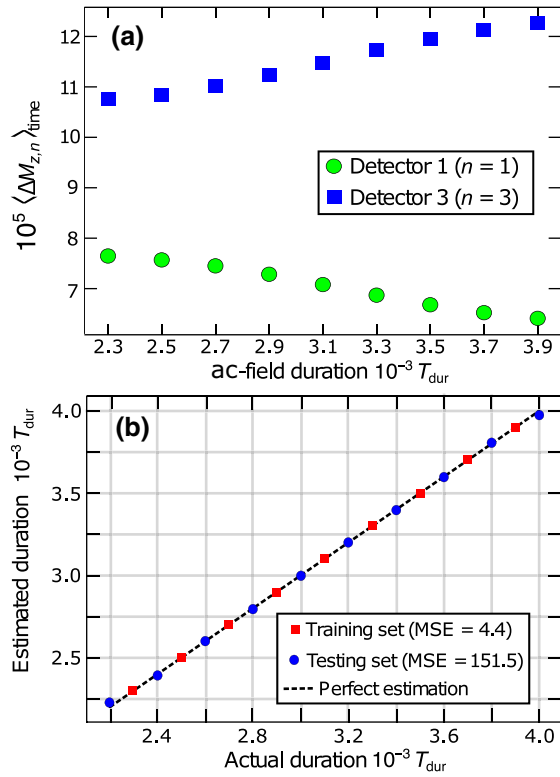 (a)
12
11
10
9
8
7
10⁵ ⟨ΔM_{z,n}⟩_time
Detector 1 (n = 1)
Detector 3 (n = 3)
2.3 2.5 2.7 2.9 3.1 3.3 3.5 3.7 3.9
ac-field duration 10⁻³ T_dur
(b)
4.0
3.5
3.0
2.5
Estimated duration 10⁻³ T_dur
Training set (MSE = 4.4)
Testing set (MSE = 151.5)
Perfect estimation
2.4 2.8 3.2 3.6 4.0
Actual duration 10⁻³ T_dur